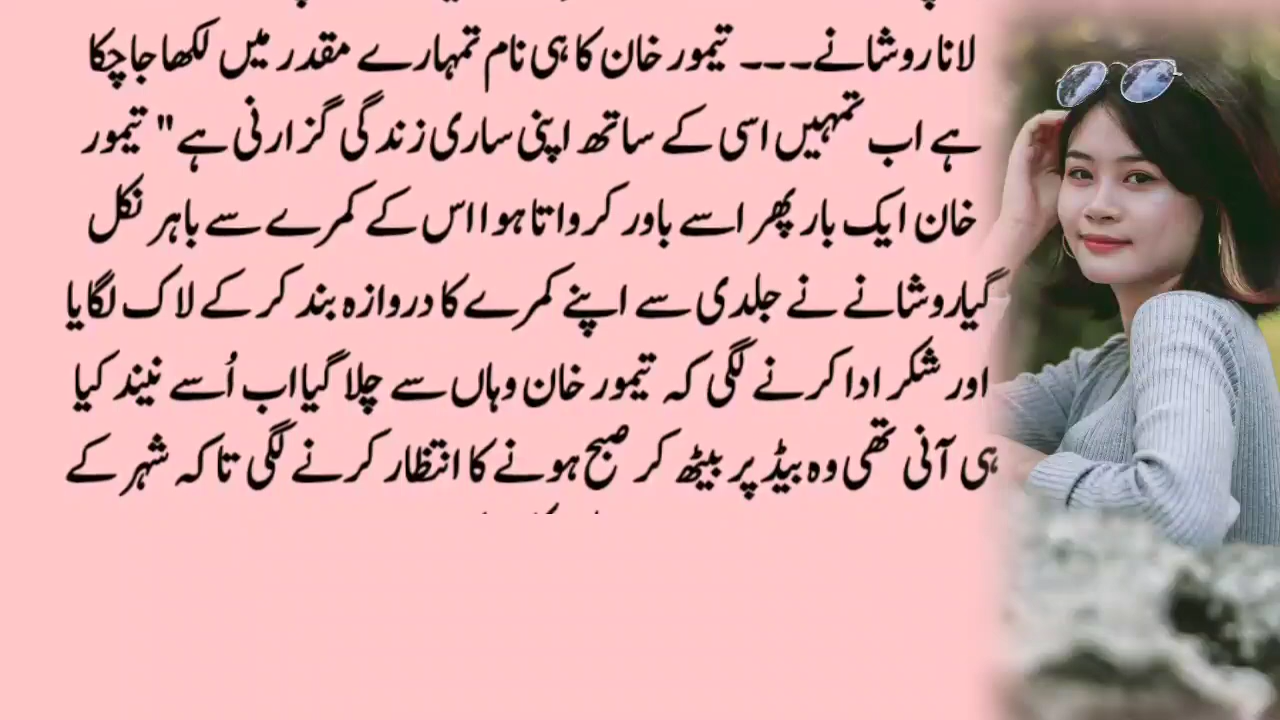 لانا روشانے۔۔۔ تیمور خان کا ہی نام تمہارے مقدر میں لکھا جاچکا
ہے اب تمہیں اسی کے ساتھ اپنی ساری زندگی گزارنی ہے" تیمور
خان ایک بار پھر اسے باور کرواتا ہوا اس کے کمرے سے باہر نکل
گیا روشانے نے جلدی سے اپنے کمرے کا دروازہ بند کر کے لاک لگایا
اور شکر ادا کرنے لگی کہ تیمور خان وہاں سے چلا گیا اب اُسے نیند کیا
ہی آنی تھی وہ بیڈ پر بیٹھ کر صبح ہونے کا انتظار کرنے لگی تاکہ شہر کے